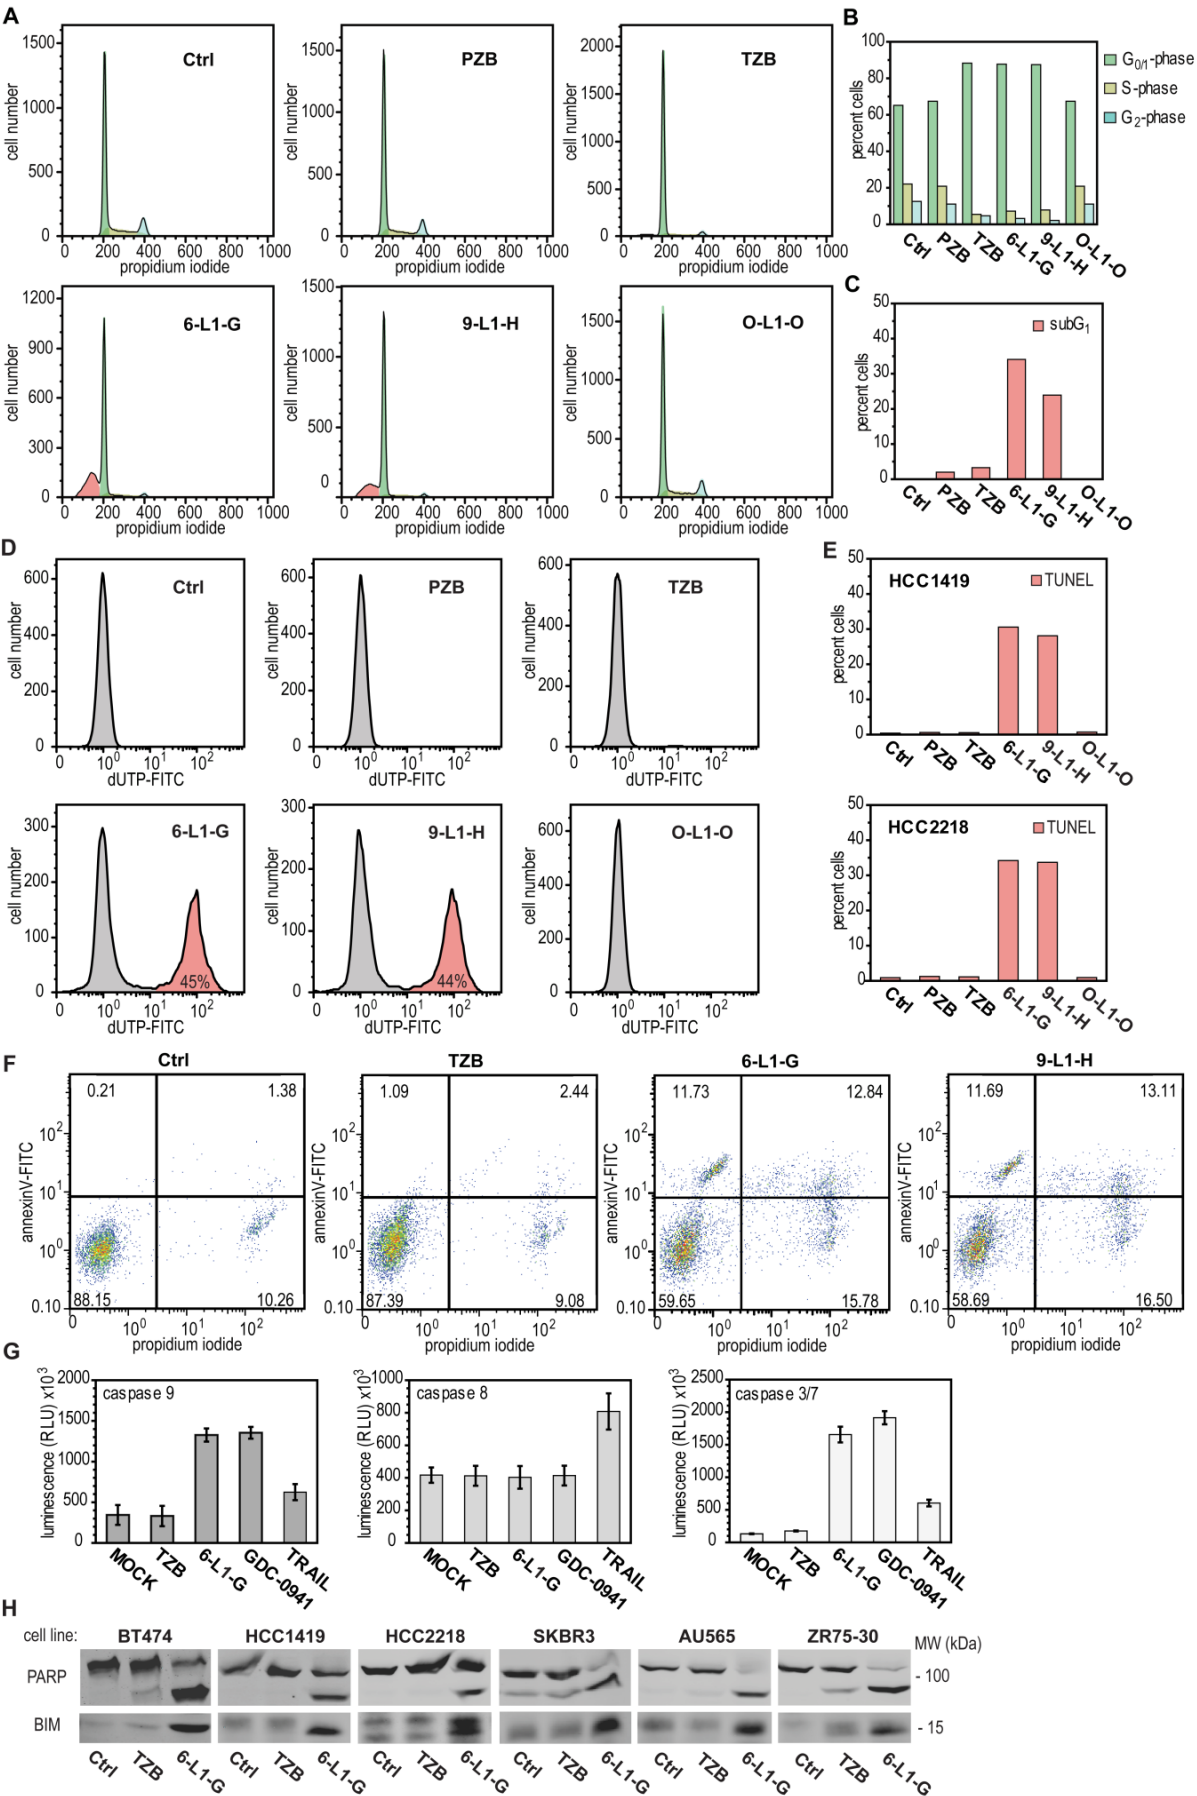 A
Ctrl
PZB
TZB
cell number
1500
1000
500
0
0 200 400 600 800 1000
propidium iodide
cell number
1500
1000
500
0
0 200 400 600 800 1000
propidium iodide
cell number
2000
1500
1000
500
0
0 200 400 600 800 1000
propidium iodide
6-L1-G
9-L1-H
O-L1-O
cell number
1200
900
600
300
0
0 200 400 600 800 1000
propidium iodide
cell number
1500
1000
500
0
0 200 400 600 800 1000
propidium iodide
cell number
1500
1000
500
0
0 200 400 600 800 1000
propidium iodide
B
percent cells
100
80
60
40
20
0
G0/1-phase
S-phase
G2-phase
Ctrl PZB TZB 6-L1-G 9-L1-H O-L1-O
C
percent cells
50
40
30
20
10
0
subG1
Ctrl PZB TZB 6-L1-G 9-L1-H O-L1-O
D
Ctrl
PZB
TZB
cell number
600
400
200
0
0 10^0 10^1 10^2
dUTP-FITC
cell number
600
400
200
0
0 10^0 10^1 10^2
dUTP-FITC
cell number
600
400
200
0
0 10^0 10^1 10^2
dUTP-FITC
6-L1-G
9-L1-H
O-L1-O
cell number
300
200
100
0
45%
0 10^0 10^1 10^2
dUTP-FITC
cell number
300
200
100
0
44%
0 10^0 10^1 10^2
dUTP-FITC
cell number
600
400
200
0
0 10^0 10^1 10^2
dUTP-FITC
E
percent cells
50
40
30
20
10
0
HCC1419
TUNEL
Ctrl PZB TZB 6-L1-G 9-L1-H O-L1-O
percent cells
50
40
30
20
10
0
HCC2218
TUNEL
Ctrl PZB TZB 6-L1-G 9-L1-H O-L1-O
F
Ctrl
annexinV-FITC
10^2
10^1
10^0
0.10
0.21 1.38
88.15 10.26
0 10^0 10^1 10^2
propidium iodide
TZB
annexinV-FITC
10^2
10^1
10^0
0.10
1.09 2.44
87.39 9.08
0 10^0 10^1 10^2
propidium iodide
6-L1-G
annexinV-FITC
10^2
10^1
10^0
0.10
11.73 12.84
59.65 15.78
0 10^0 10^1 10^2
propidium iodide
9-L1-H
annexinV-FITC
10^2
10^1
10^0
0.10
11.69 13.11
58.69 16.50
0 10^0 10^1 10^2
propidium iodide
G
luminescence (RLU) x10^3
2000
1500
1000
500
0
caspase 9
MOCK TZB 6-L1-G GDC-0941 TRAIL
luminescence (RLU) x10^3
1000
800
600
400
200
0
caspase 8
MOCK TZB 6-L1-G GDC-0941 TRAIL
luminescence (RLU) x10^3
2500
2000
1500
1000
500
0
caspase 3/7
MOCK TZB 6-L1-G GDC-0941 TRAIL
H
cell line: BT474 HCC1419 HCC2218 SKBR3 AU565 ZR75-30 MW (kDa)
PARP - 100
BIM - 15
Ctrl TZB 6-L1-G Ctrl TZB 6-L1-G Ctrl TZB 6-L1-G Ctrl TZB 6-L1-G Ctrl TZB 6-L1-G Ctrl TZB 6-L1-G